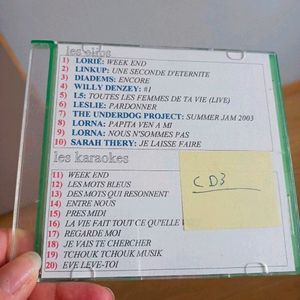 les clips
1) LORIÉ: WEEK END
2) LINKUP: UNE SECONDE D'ETERNITE
3) DIADEMS: ENCORE
4) WILLY DENZEY: #1
5) L5: TOUTES LES FEMMES DE TA VIE (LIVE)
6) LESLIE: PARDONNER
7) THE UNDERDOG PROJECT: SUMMER JAM 2003
8) LORNA: PAPITA VEN A MI
9) LORNA: NOUS N'SOMMES PAS
10) SARAH THERY: JE LAISSE FAIRE
les karaokes
11) WEEK END
12) LES MOTS BLEUS
13) DES MOTS QUI RESONNENT
14) ENTRE NOUS
15) PRES MIDI
16) LA VIE FAIT TOUT CE QU'ELLE
17) REGARDE MOI
18) JE VAIS TE CHERCHER
19) TCHOUK TCHOUK MUSIK
20) EVE LEVE-TOI
CD3